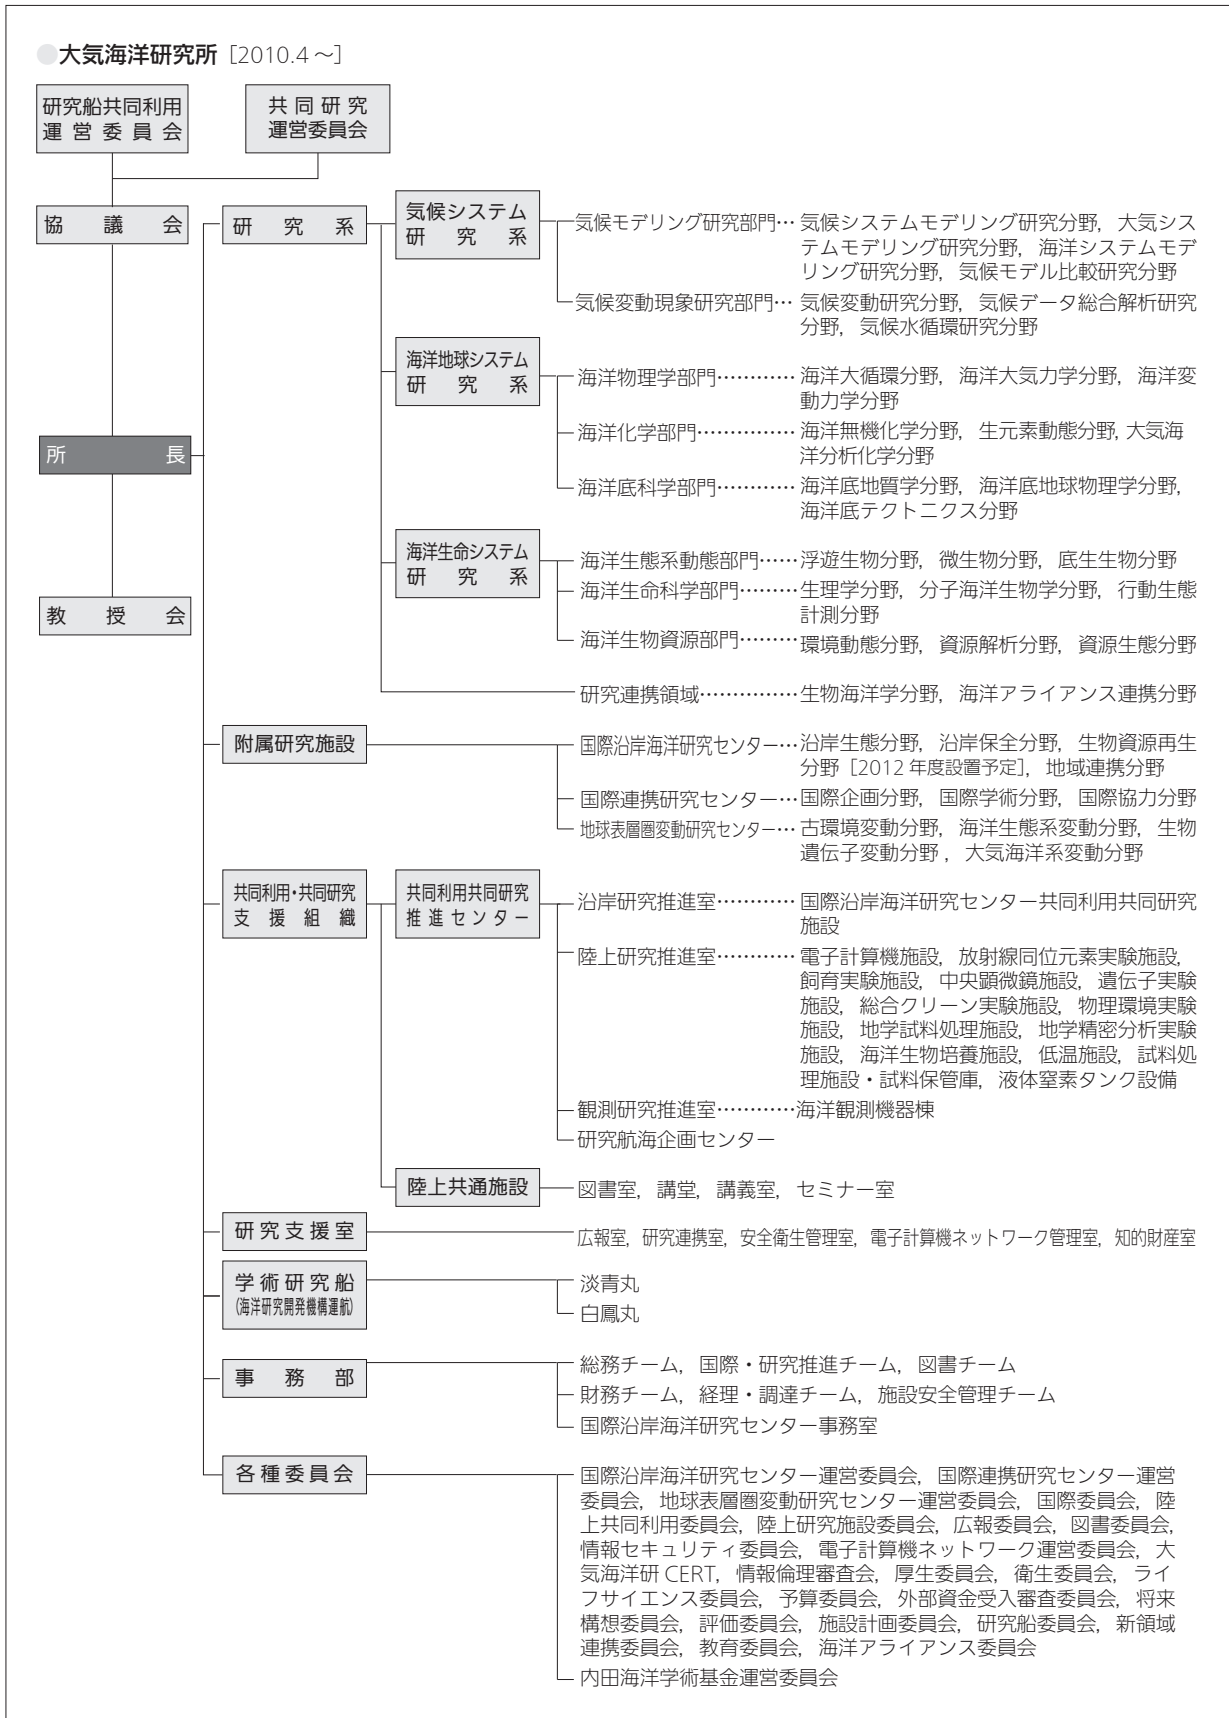 ●大気海洋研究所［2010.4～］
研究船共同利用
運営委員会
共同研究
運営委員会
協議会
所長
教授会
研究系
気候システム
研究系
気候モデリング研究部門…気候システムモデリング研究分野，大気シス
テムモデリング研究分野，海洋システムモデ
リング研究分野，気候モデル比較研究分野
気候変動現象研究部門…気候変動研究分野，気候データ総合解析研究
分野，気候水循環研究分野
海洋地球システム
研究系
海洋物理学部門…………海洋大循環分野，海洋大気力学分野，海洋変
動力学分野
海洋化学部門……………海洋無機化学分野，生元素動態分野，大気海
洋分析化学分野
海洋底科学部門…………海洋底地質学分野，海洋底地球物理学分野，
海洋底テクトニクス分野
海洋生命システム
研究系
海洋生態系動態部門……浮遊生物分野，微生物分野，底生生物分野
海洋生命科学部門………生理学分野，分子海洋生物学分野，行動生態
計測分野
海洋生物資源部門………環境動態分野，資源解析分野，資源生態分野
研究連携領域……………生物海洋学分野，海洋アライアンス連携分野
附属研究施設
国際沿岸海洋研究センター…沿岸生態分野，沿岸保全分野，生物資源再生
分野［2012年度設置予定］，地域連携分野
国際連携研究センター…国際企画分野，国際学術分野，国際協力分野
地球表層圏変動研究センター…古環境変動分野，海洋生態系変動分野，生物
遺伝子変動分野，大気海洋系変動分野
共同利用・共同研究
支援組織
共同利用共同研究
推進センター
沿岸研究推進室…………国際沿岸海洋研究センター共同利用共同研究
施設
陸上研究推進室…………電子計算機施設，放射線同位元素実験施設，
飼育実験施設，中央顕微鏡施設，遺伝子実験
施設，総合クリーン実験施設，物理環境実験
施設，地学試料処理施設，地学精密分析実験
施設，海洋生物培養施設，低温施設，試料処
理施設・試料保管庫，液体窒素タンク設備
観測研究推進室…………海洋観測機器棟
研究航海企画センター
陸上共通施設
図書室，講堂，講義室，セミナー室
研究支援室
広報室，研究連携室，安全衛生管理室，電子計算機ネットワーク管理室，知的財産室
学術研究船
(海洋研究開発機構運航)
淡青丸
白鳳丸
事務部
総務チーム，国際・研究推進チーム，図書チーム
財務チーム，経理・調達チーム，施設安全管理チーム
国際沿岸海洋研究センター事務室
各種委員会
国際沿岸海洋研究センター運営委員会，国際連携研究センター運営
委員会，地球表層圏変動研究センター運営委員会，国際委員会，陸
上共同利用委員会，陸上研究施設委員会，広報委員会，図書委員会，
情報セキュリティ委員会，電子計算機ネットワーク運営委員会，大
気海洋研CERT，情報倫理審査会，厚生委員会，衛生委員会，ライ
フサイエンス委員会，予算委員会，外部資金受入審査委員会，将来
構想委員会，評価委員会，施設計画委員会，研究船委員会，新領域
連携委員会，教育委員会，海洋アライアンス委員会
内田海洋学術基金運営委員会